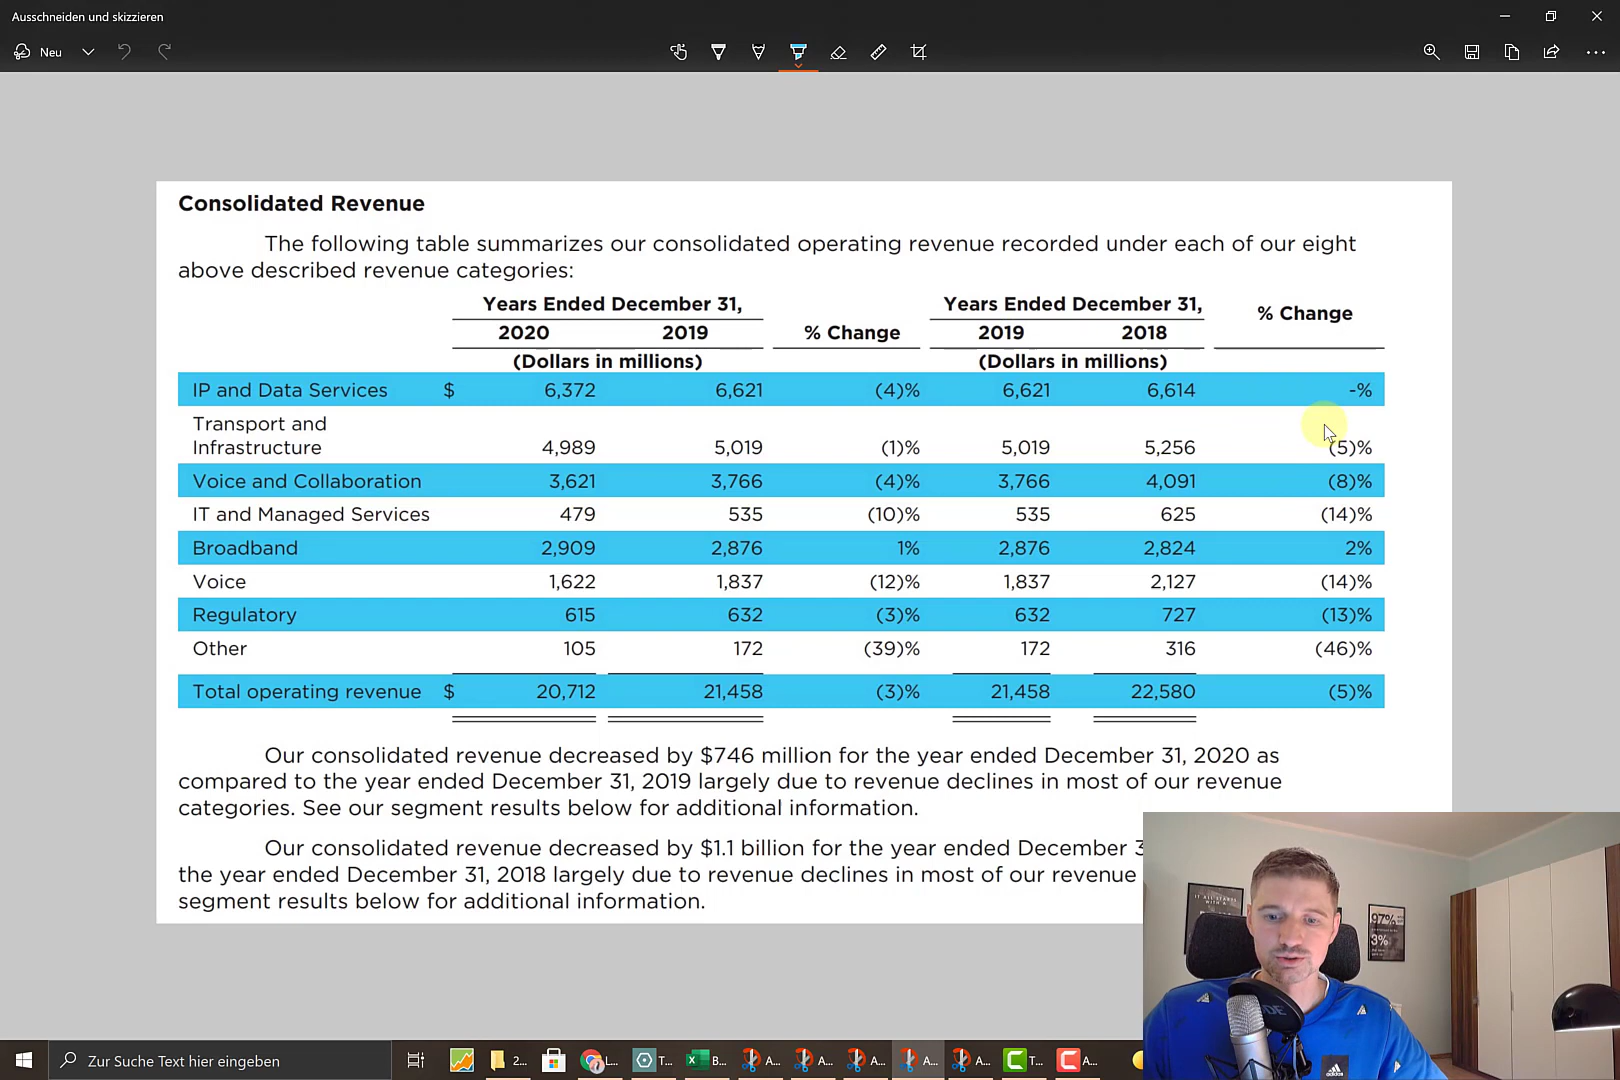 Ausschneiden und skizzieren
Neu
Consolidated Revenue
The following table summarizes our consolidated operating revenue recorded under each of our eight
above described revenue categories:
Years Ended December 31, Years Ended December 31, % Change
2020 2019 % Change 2019 2018
(Dollars in millions) (Dollars in millions)
IP and Data Services $ 6,372 6,621 (4)% 6,621 6,614 -%
Transport and
Infrastructure 4,989 5,019 (1)% 5,019 5,256 (5)%
Voice and Collaboration 3,621 3,766 (4)% 3,766 4,091 (8)%
IT and Managed Services 479 535 (10)% 535 625 (14)%
Broadband 2,909 2,876 1% 2,876 2,824 2%
Voice 1,622 1,837 (12)% 1,837 2,127 (14)%
Regulatory 615 632 (3)% 632 727 (13)%
Other 105 172 (39)% 172 316 (46)%
Total operating revenue $ 20,712 21,458 (3)% 21,458 22,580 (5)%
Our consolidated revenue decreased by $746 million for the year ended December 31, 2020 as
compared to the year ended December 31, 2019 largely due to revenue declines in most of our revenue
categories. See our segment results below for additional information.
Our consolidated revenue decreased by $1.1 billion for the year ended December 3
the year ended December 31, 2018 largely due to revenue declines in most of our revenue
segment results below for additional information.
97%
3%
adidas
Zur Suche Text hier eingeben
2...
L...
T...
B...
A...
A...
A...
A...
A...
T...
A...